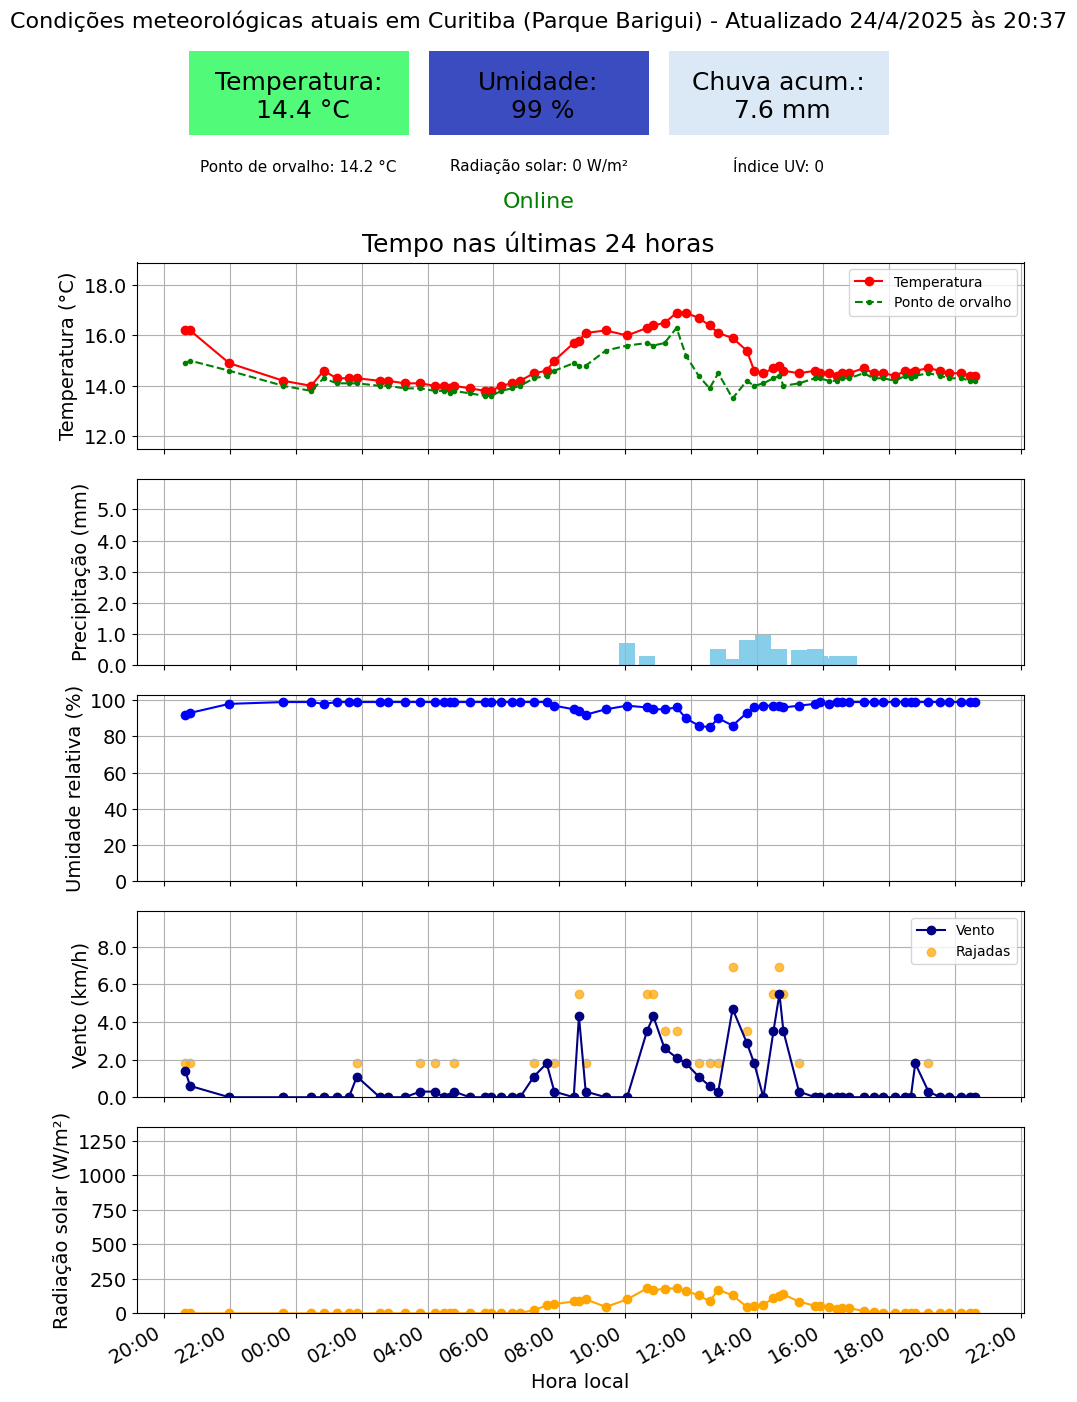 Condições meteorológicas atuais em Curitiba (Parque Barigui) - Atualizado 24/4/2025 às 20:37
Temperatura:
14.4 °C
Umidade:
99 %
Chuva acum.:
7.6 mm
Ponto de orvalho: 14.2 °C
Radiação solar: 0 W/m²
Índice UV: 0
Online
Tempo nas últimas 24 horas
Temperatura (°C)
18.0
16.0
14.0
12.0
Temperatura
Ponto de orvalho
Precipitação (mm)
5.0
4.0
3.0
2.0
1.0
0.0
Umidade relativa (%)
100
80
60
40
20
0
Vento (km/h)
8.0
6.0
4.0
2.0
0.0
Vento
Rajadas
Radiação solar (W/m²)
1250
1000
750
500
250
0
20:00
22:00
00:00
02:00
04:00
06:00
08:00
10:00
12:00
14:00
16:00
18:00
20:00
22:00
Hora local